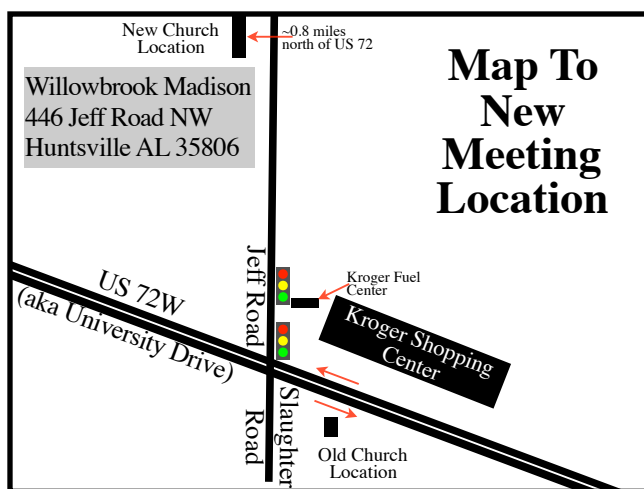 New Church
Location
~0.8 miles
north of US 72
Map To
New
Meeting
Location
Willowbrook Madison
446 Jeff Road NW
Huntsville AL 35806
Jeff Road
Kroger Fuel
Center
US 72W
(aka University Drive)
Kroger Shopping
Center
Slaughter
Road
Old Church
Location